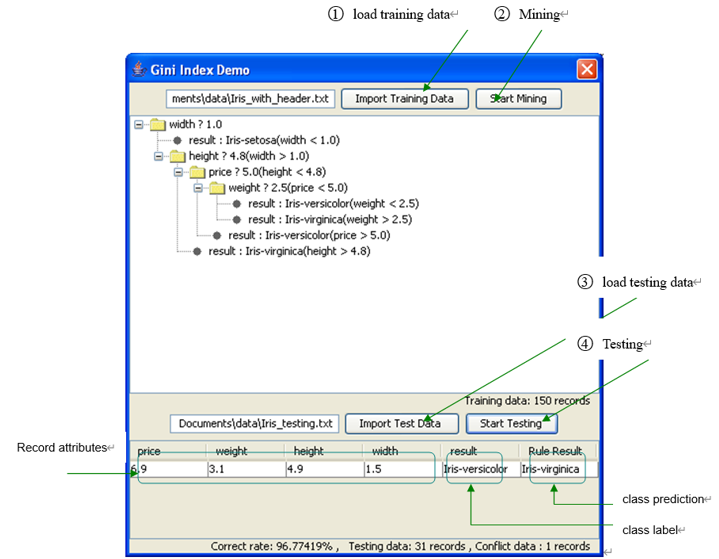 ① load training data↵
② Mining↵
Gini Index Demo
ments\data\Iris_with_header.txt Import Training Data Start Mining
width ? 1.0
result : Iris-setosa(width < 1.0)
height ? 4.8(width > 1.0)
price ? 5.0(height < 4.8)
weight ? 2.5(price < 5.0)
result : Iris-versicolor(weight < 2.5)
result : Iris-virginica(weight > 2.5)
result : Iris-versicolor(price > 5.0)
result : Iris-virginica(height > 4.8)
③ load testing data↵
④ Testing↵
Training data: 150 records
Documents\data\Iris_testing.txt Import Test Data Start Testing
Record attributes↵
price weight height width result Rule Result
6.9 3.1 4.9 1.5 Iris-versicolor Iris-virginica
class prediction↵
class label↵
Correct rate: 96.77419% , Testing data: 31 records , Conflict data : 1 records